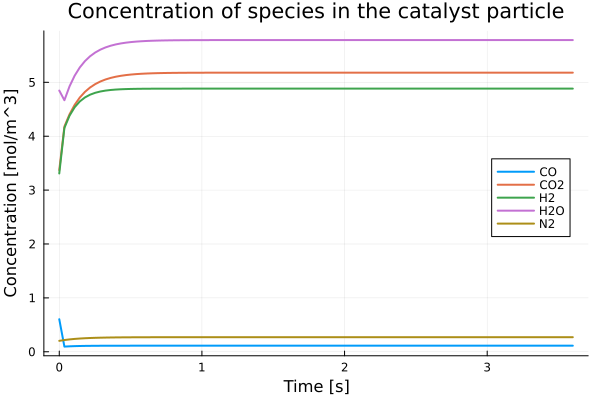 Concentration of species in the catalyst particle
Concentration [mol/m^3]
5
4
3
2
1
0
CO
CO2
H2
H2O
N2
0 1 2 3
Time [s]